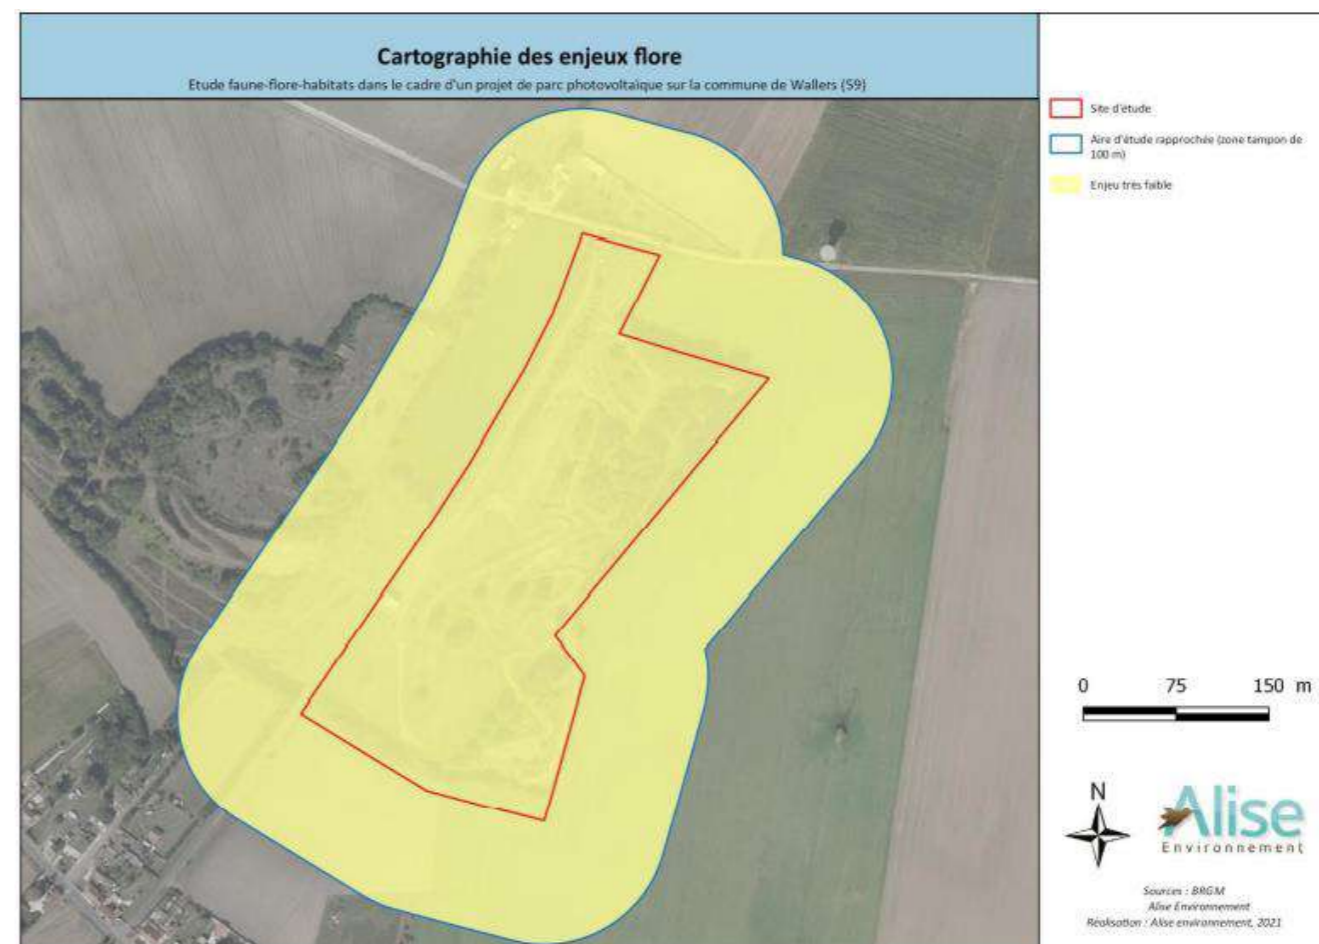 Cartographie des enjeux flore
Etude faune-flore-habitats dans le cadre d'un projet de parc photovoltaïque sur la commune de Wallers (59)
Site d'étude
Aire d'étude rapprochée (zone tampon de
100 m)
Enjeu très faible
0 75 150 m
N
Alise
Environnement
Sources : BRGM
Alise Environnement
Réalisation : Alise environnement, 2021